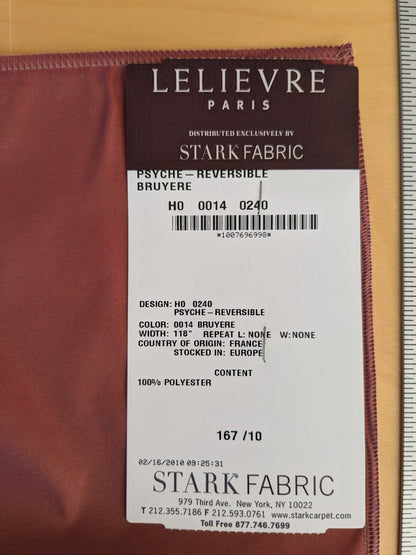 LELIEVRE
PARIS
DISTRIBUTED EXCLUSIVELY BY
STARK FABRIC
PSYCHE-REVERSIBLE
BRUYERE
H0 0014 0240
*1007696998*
DESIGN: H0 0240
PSYCHE-REVERSIBLE
COLOR: 0014 BRUYERE
WIDTH: 118" REPEAT L: NONE W: NONE
COUNTRY OF ORIGIN: FRANCE
STOCKED IN: EUROPE
CONTENT
100% POLYESTER
167 /10
02/16/2010 09:25:31
STARK FABRIC
979 Third Ave. New York, NY 10022
T 212.355.7186 F 212.593.0761 www.starkcarpet.com
Toll Free 877.746.7699